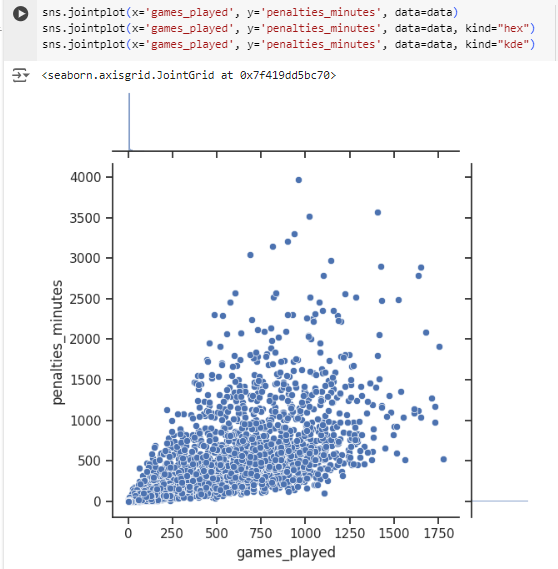 sns.jointplot(x='games_played', y='penalties_minutes', data=data)
sns.jointplot(x='games_played', y='penalties_minutes', data=data, kind="hex")
sns.jointplot(x='games_played', y='penalties_minutes', data=data, kind="kde")
<seaborn.axisgrid.JointGrid at 0x7f419dd5bc70>
4000
3500
3000
2500
2000
1500
1000
500
0
penalties_minutes
0 250 500 750 1000 1250 1500 1750
games_played